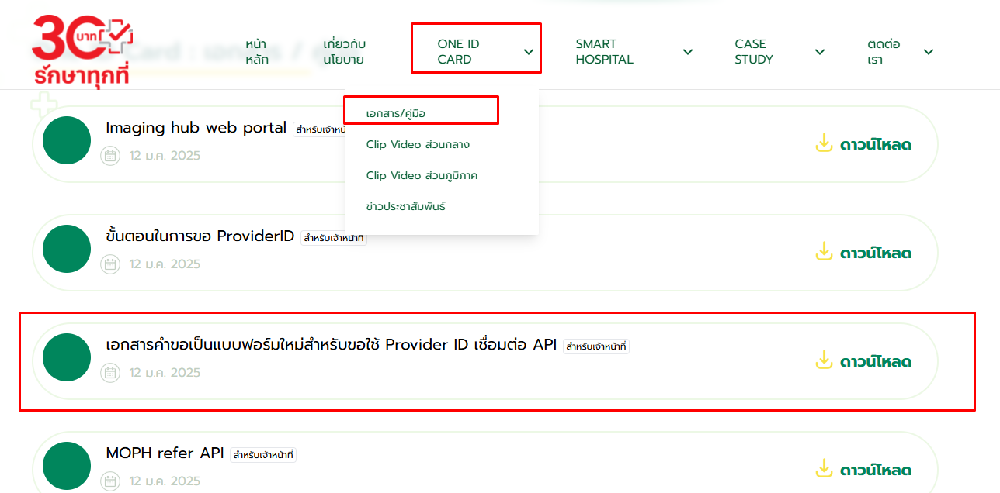 30
บาท
รักษาทุกที่
หน้า
หลัก
เกี่ยวกับ
นโยบาย
ONE ID
CARD
SMART
HOSPITAL
CASE
STUDY
ติดต่อ
เรา
เอกสาร/คู่มือ
Clip Video ส่วนกลาง
Clip Video ส่วนภูมิภาค
ข่าวประชาสัมพันธ์
Imaging hub web portal สำหรับเจ้าหน้
12 ม.ค. 2025
ดาวน์โหลด
ขั้นตอนในการขอ ProviderID สำหรับเจ้าหน้าที่
12 ม.ค. 2025
ดาวน์โหลด
เอกสารคำขอเป็นแบบฟอร์มใหม่สำหรับขอใช้ Provider ID เชื่อมต่อ API สำหรับเจ้าหน้าที่
12 ม.ค. 2025
ดาวน์โหลด
MOPH refer API สำหรับเจ้าหน้าที่
12 ม.ค. 2025
ดาวน์โหลด